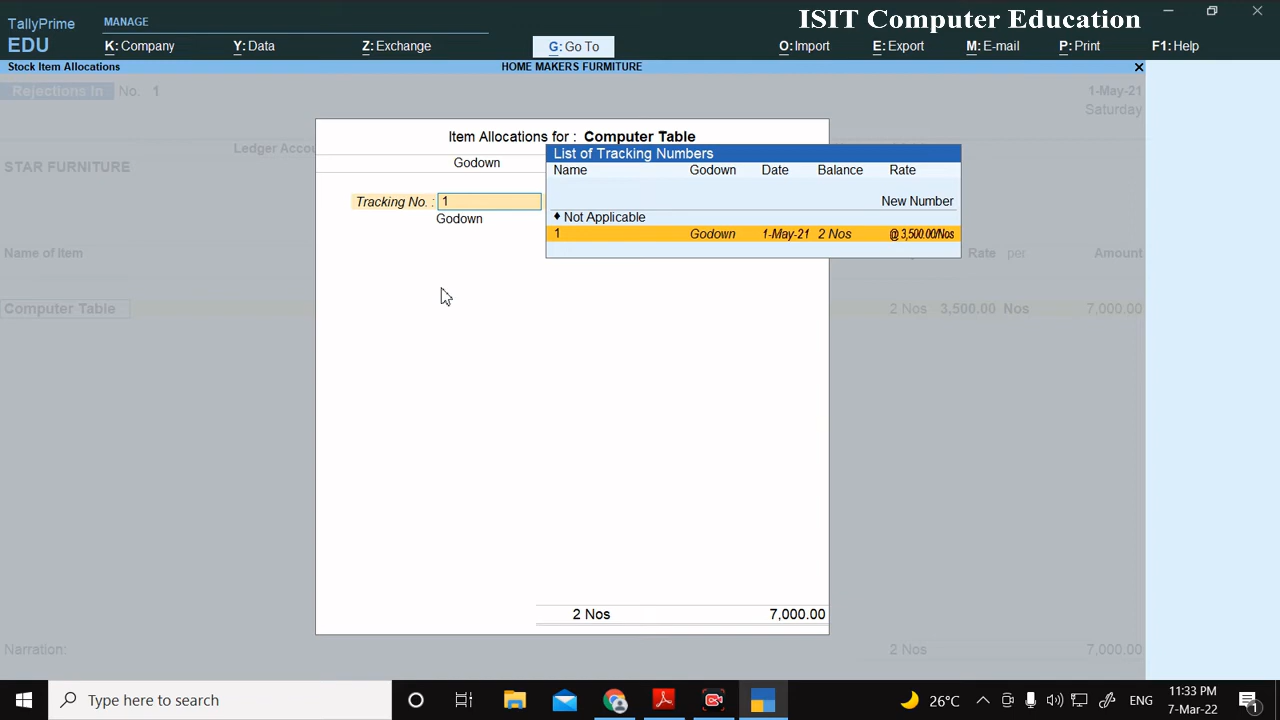 ISIT Computer Education
TallyPrime
EDU
MANAGE
K: Company
Y: Data
Z: Exchange
G: Go To
O: Import
E: Export
M: E-mail
P: Print
F1: Help
Stock Item Allocations
HOME MAKERS FURMITURE
Rejections In No. 1
1-May-21
Saturday
STAR FURNITURE
Ledger Accou
Item Allocations for : Computer Table
Godown
List of Tracking Numbers
Name Godown Date Balance Rate
Tracking No. : 1
New Number
Godown
♦ Not Applicable
1 Godown 1-May-21 2 Nos @ 3,500.00/Nos
Name of Item
Rate per Amount
Computer Table
2 Nos 3,500.00 Nos 7,000.00
2 Nos 7,000.00
Narration:
2 Nos 7,000.00
Type here to search
26°C
ENG
11:33 PM
7-Mar-22
1